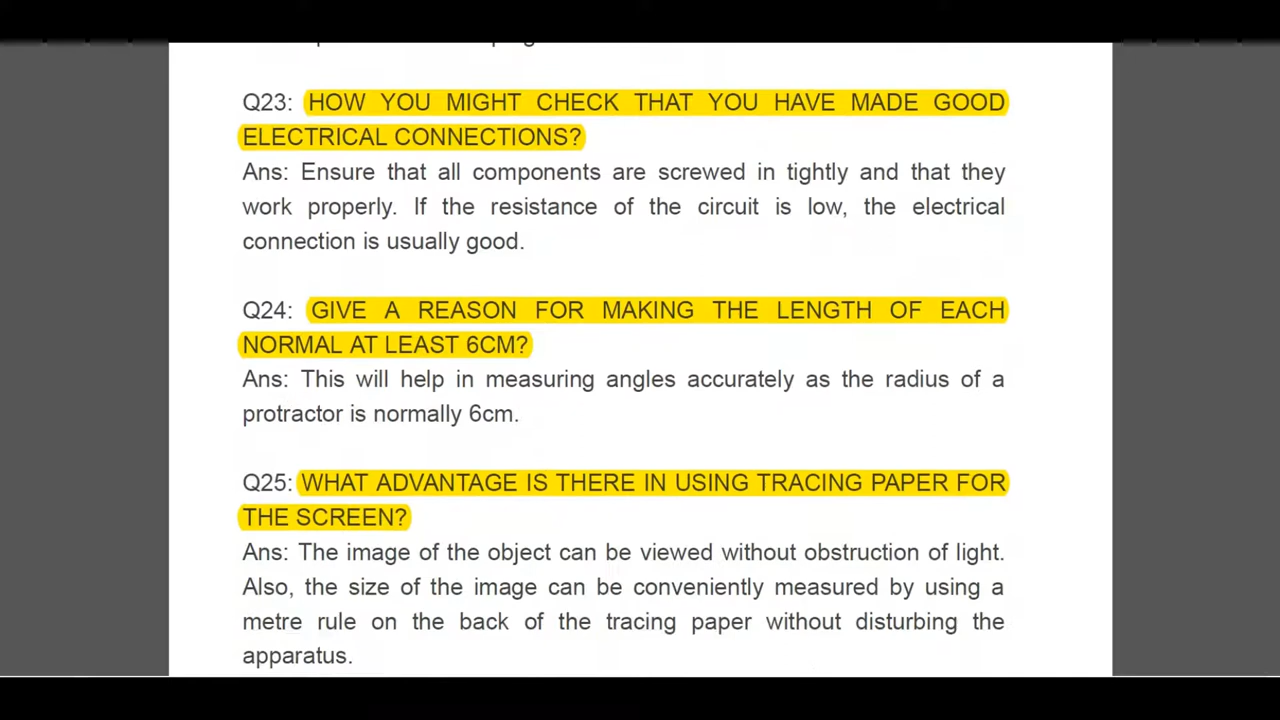 Q23: HOW YOU MIGHT CHECK THAT YOU HAVE MADE GOOD
ELECTRICAL CONNECTIONS?
Ans: Ensure that all components are screwed in tightly and that they
work properly. If the resistance of the circuit is low, the electrical
connection is usually good.
Q24: GIVE A REASON FOR MAKING THE LENGTH OF EACH
NORMAL AT LEAST 6CM?
Ans: This will help in measuring angles accurately as the radius of a
protractor is normally 6cm.
Q25: WHAT ADVANTAGE IS THERE IN USING TRACING PAPER FOR
THE SCREEN?
Ans: The image of the object can be viewed without obstruction of light.
Also, the size of the image can be conveniently measured by using a
metre rule on the back of the tracing paper without disturbing the
apparatus.